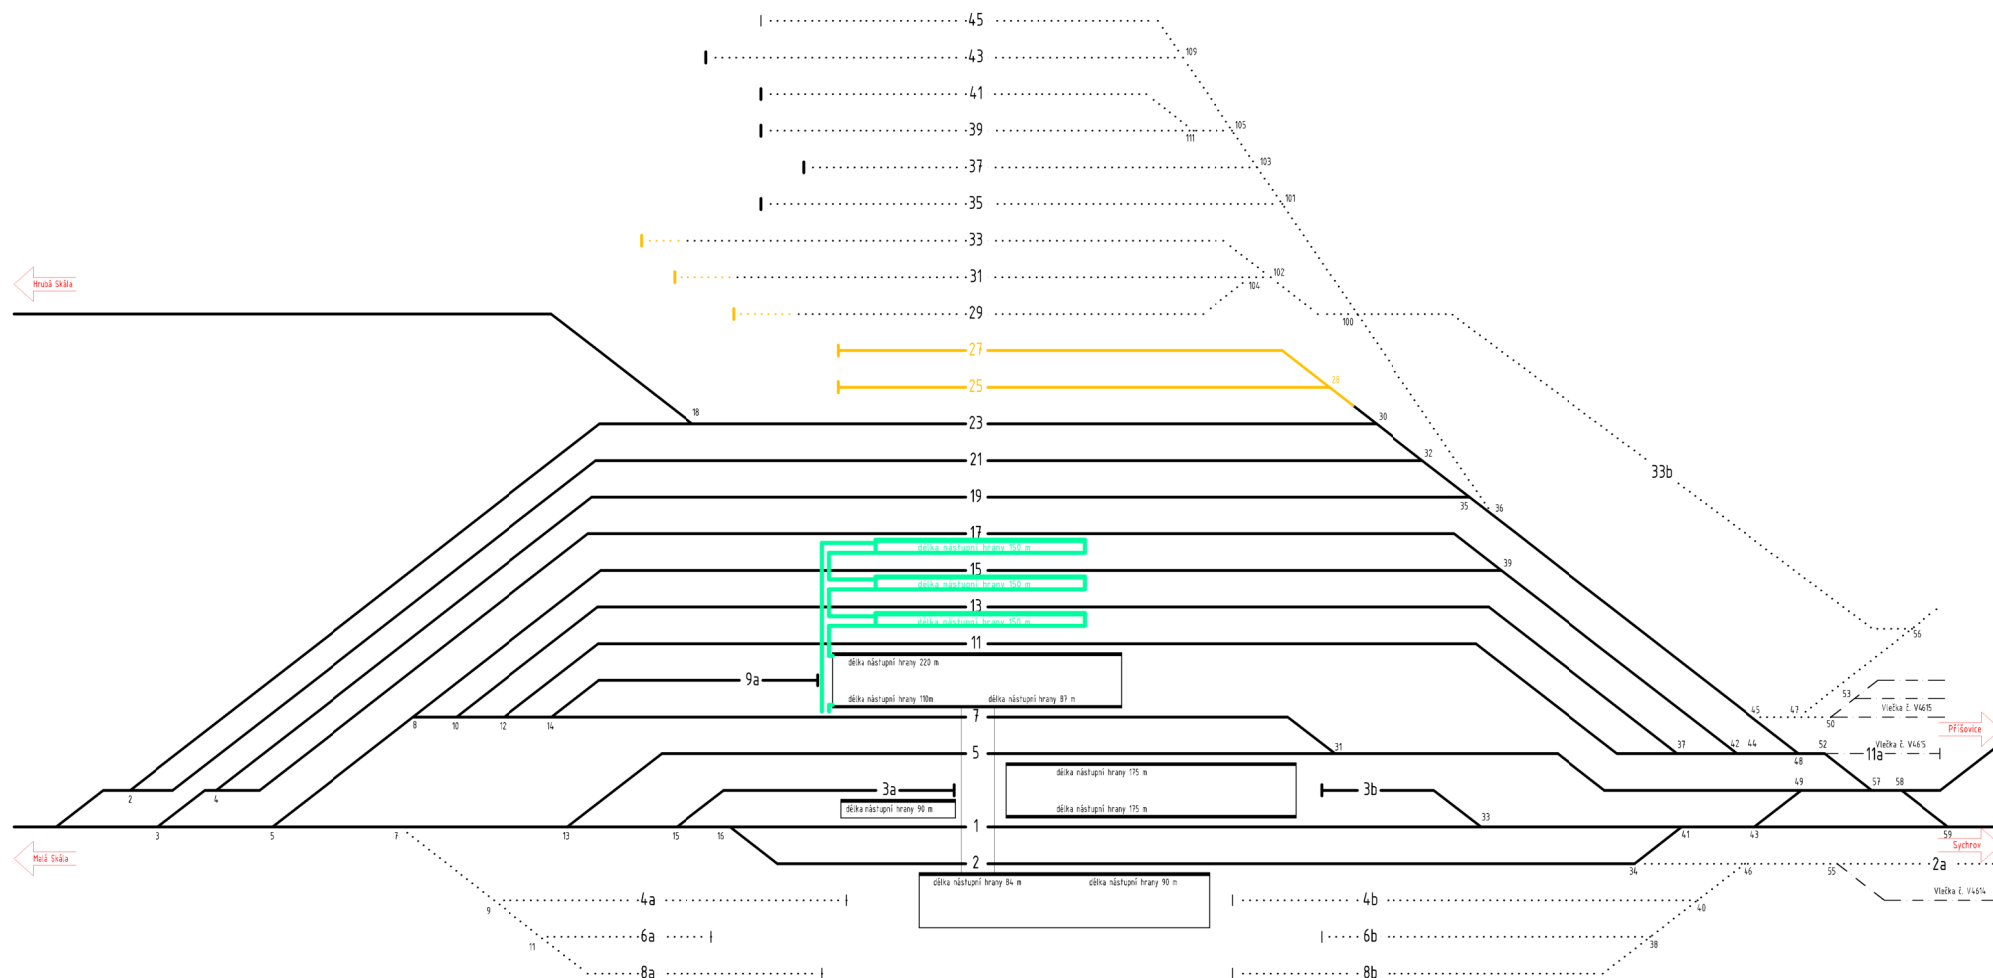 45
109
43
41
39
105
111
37
103
35
101
33
31
102
104
Hrubá Skála
29
100
27
25
28
18
23
30
21
32
33b
19
35
36
17
délka nástupní hrany 150 m
15
39
délka nástupní hrany 150 m
13
délka nástupní hrany 150 m
56
11
délka nástupní hrany 220 m
9a
53
délka nástupní hrany 110m
délka nástupní hrany 87 m
Vlečka č. V4615
8
10
12
14
7
45
47
50
Příšovice
5
31
37
42
44
48
52
Vlečka č. V4615
11a
délka nástupní hrany 175 m
2
4
3a
3b
49
57
58
délka nástupní hrany 90 m
délka nástupní hrany 175 m
3
5
7
13
15
16
1
33
41
43
59
Malá Skála
Sychrov
2
34
46
55
2a
délka nástupní hrany 84 m
délka nástupní hrany 90 m
Vlečka č. V4614
9
4a
4b
40
11
6a
6b
38
8a
8b